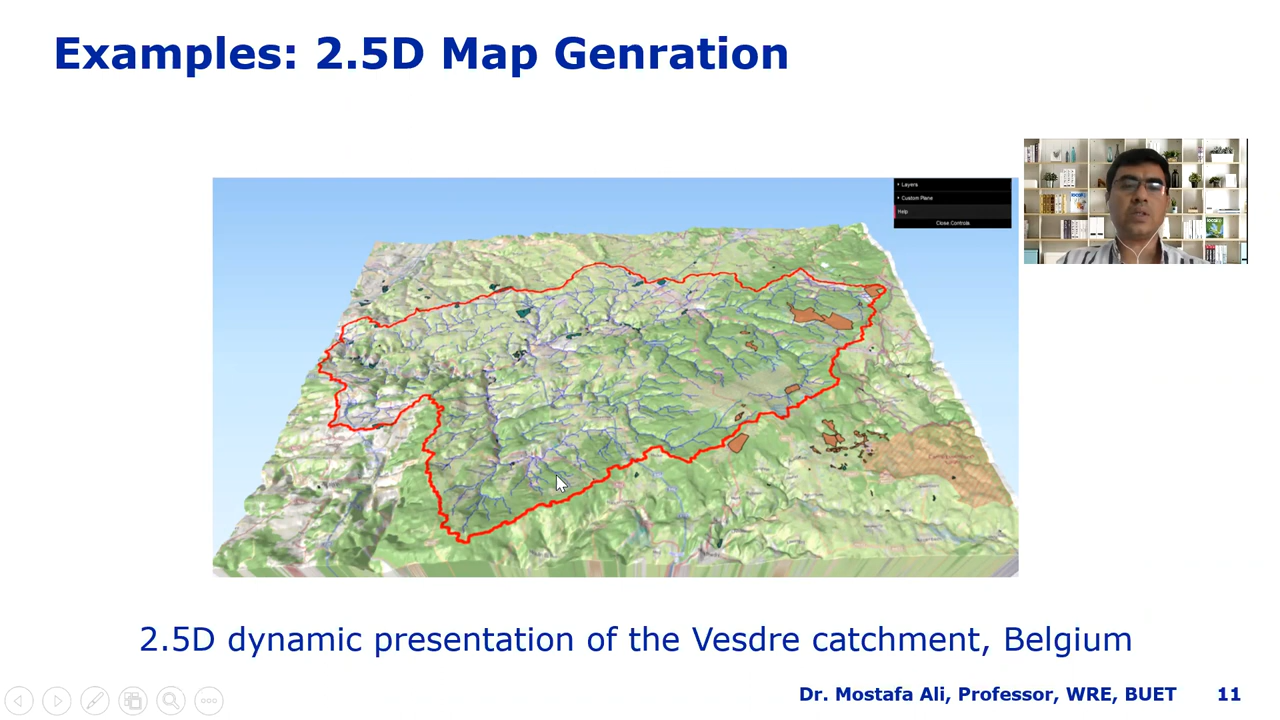 Examples: 2.5D Map Genration
Layers
Custom Plane
Help
Close Controls
2.5D dynamic presentation of the Vesdre catchment, Belgium
Dr. Mostafa Ali, Professor, WRE, BUET 11